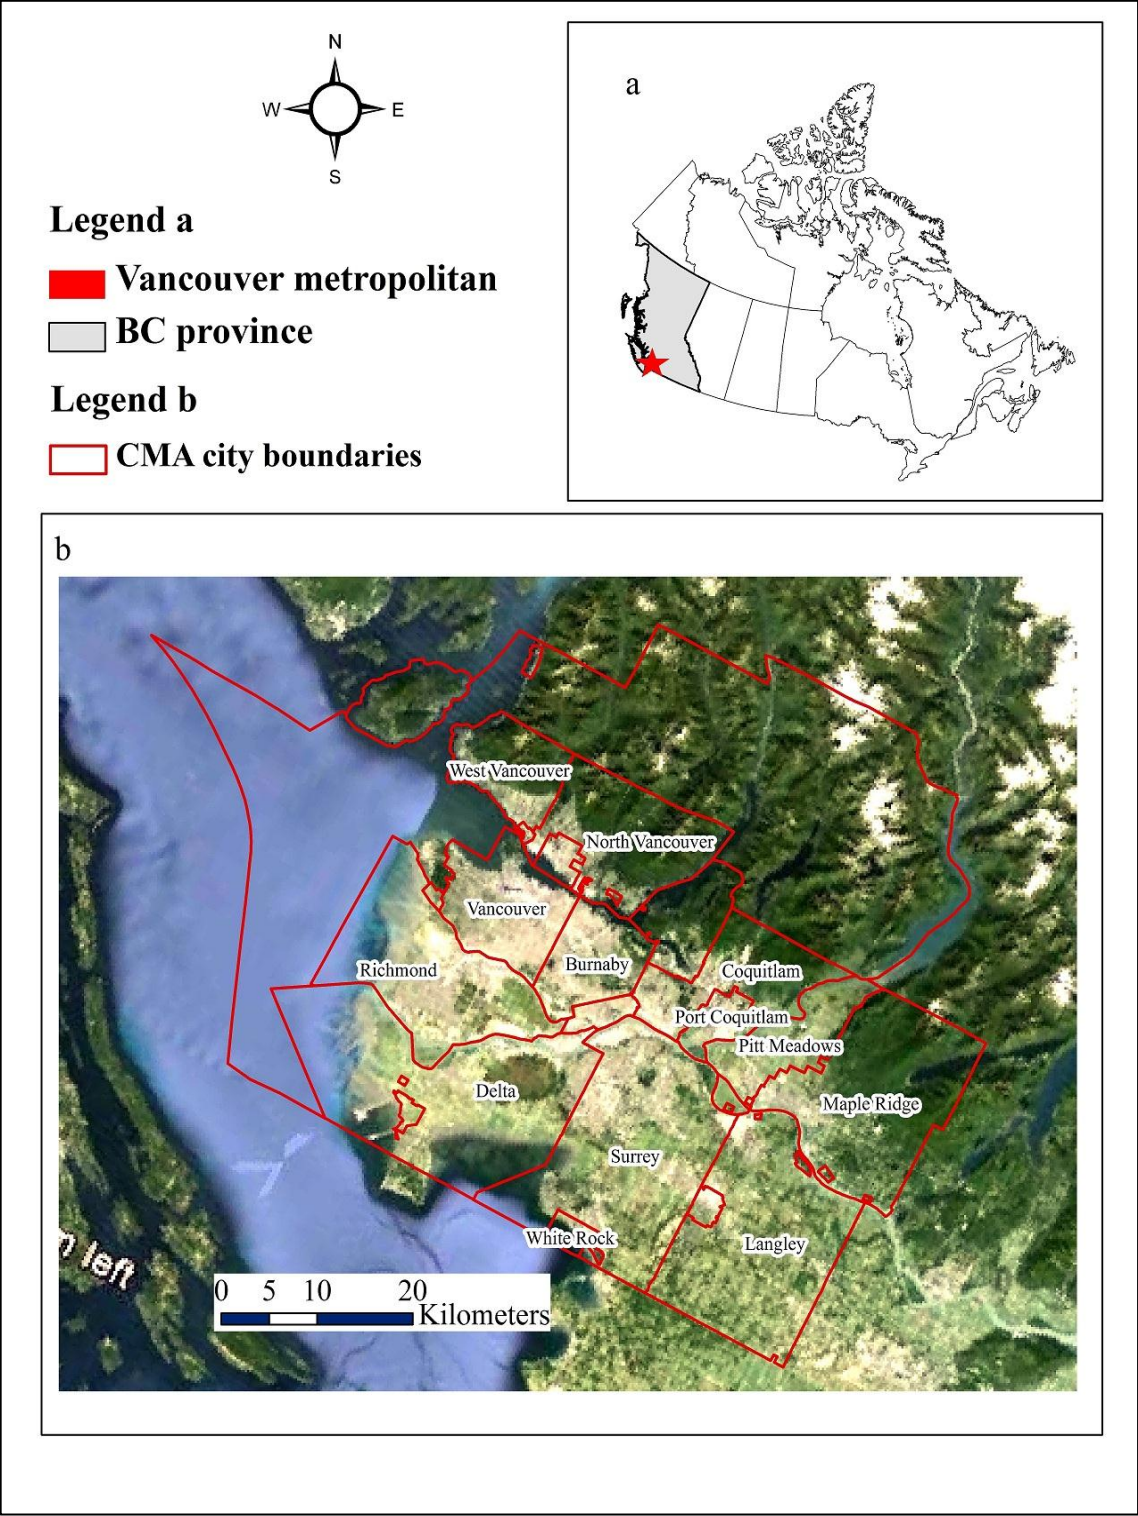 N
W E
S
Legend a
Vancouver metropolitan
BC province
Legend b
CMA city boundaries
a
b
West Vancouver
North Vancouver
Vancouver
Burnaby
Richmond
Coquitlam
Port Coquitlam
Pitt Meadows
Delta
Maple Ridge
Surrey
White Rock
Langley
left
0 5 10 20
Kilometers